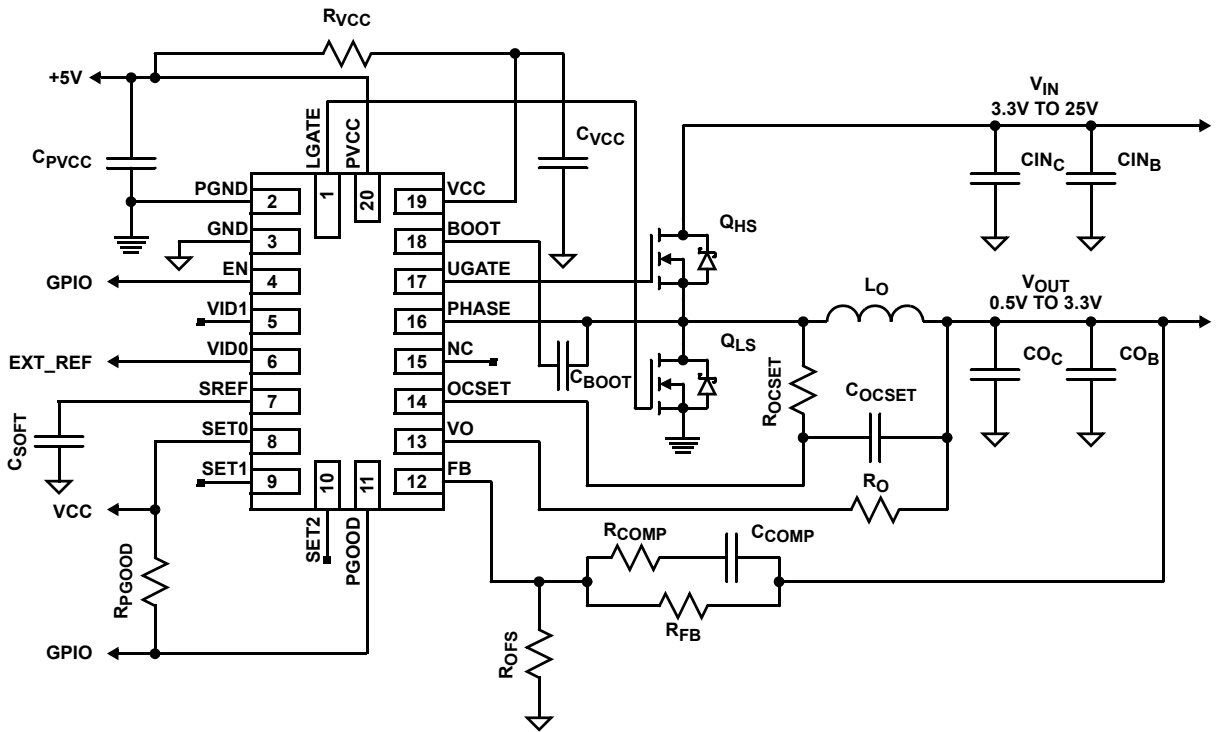 RVCC
+5V
VIN
3.3V TO 25V
LGATE
PVCC
CVCC
CPVCC
CINC
CINB
PGND
2
1
20
19
VCC
GND
3
18
BOOT
QHS
GPIO
EN
4
17
UGATE
VID1
5
16
PHASE
LO
VOUT
0.5V TO 3.3V
EXT_REF
VID0
6
15
NC
QLS
CBOOT
COC
COB
SREF
7
14
OCSET
ROCSET
COCSET
CSOFT
SET0
8
13
VO
SET1
9
10
11
12
FB
RO
VCC
SET2
PGOOD
RCOMP
CCOMP
RPGOOD
RFB
GPIO
ROFS